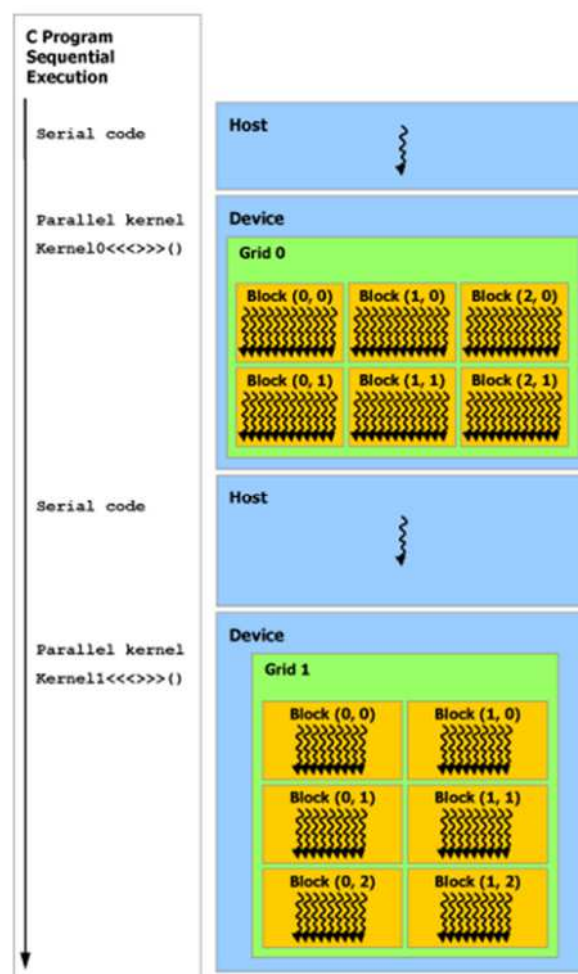 C Program
Sequential
Execution
Serial code
Host
Parallel kernel
Kernel0<<<>>>()
Device
Grid 0
Block (0, 0) Block (1, 0) Block (2, 0)
Block (0, 1) Block (1, 1) Block (2, 1)
Serial code
Host
Parallel kernel
Kernel1<<<>>>()
Device
Grid 1
Block (0, 0) Block (1, 0)
Block (0, 1) Block (1, 1)
Block (0, 2) Block (1, 2)